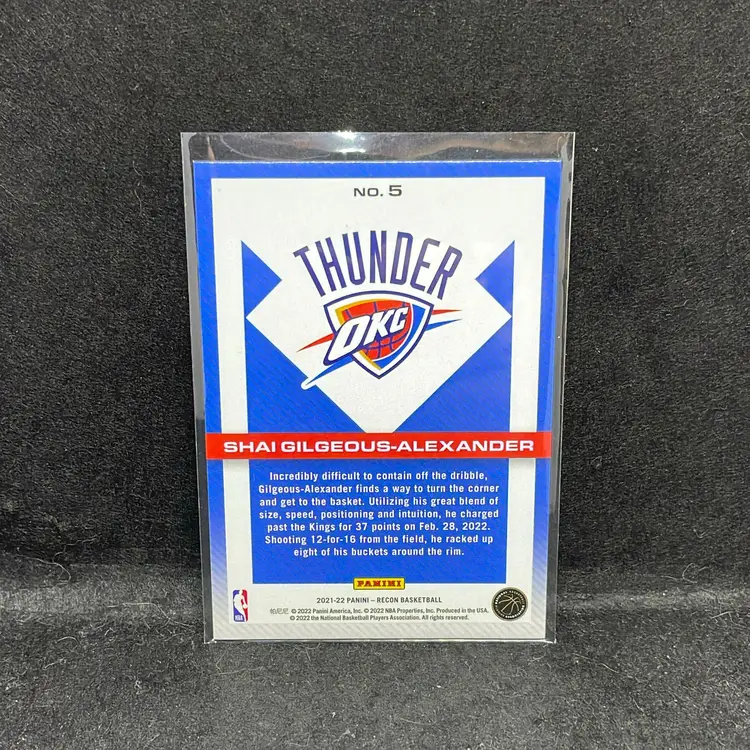 NO. 5
THUNDER
OKC
SHAI GILGEOUS-ALEXANDER
Incredibly difficult to contain off the dribble,
Gilgeous-Alexander finds a way to turn the corner
and get to the basket. Utilizing his great blend of
size, speed, positioning and intuition, he charged
past the Kings for 37 points on Feb. 28, 2022.
Shooting 12-for-16 from the field, he racked up
eight of his buckets around the rim.
PANINI
2021-22 PANINI – RECON BASKETBALL
帕尼尼 © 2022 Panini America, Inc. © 2022 NBA Properties, Inc. Produced in the USA.
© 2022 the National Basketball Players Association. All rights reserved.
NBA